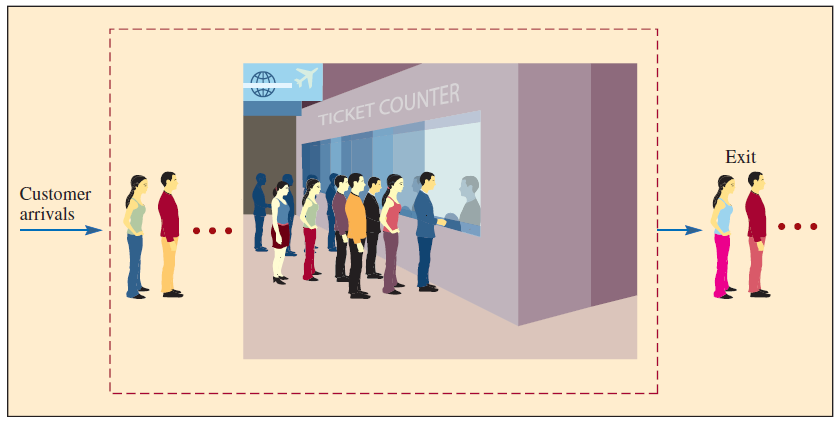 Customer
arrivals
TICKET COUNTER
Exit